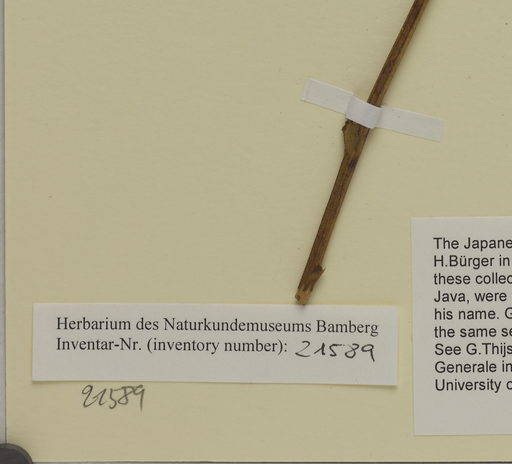 Herbarium des Naturkundemuseums Bamberg
Inventar-Nr. (inventory number): 21589
21589
The Japane
H.Bürger in
these collec
Java, were
his name. G
the same se
See G.Thijs
Generale in
University o